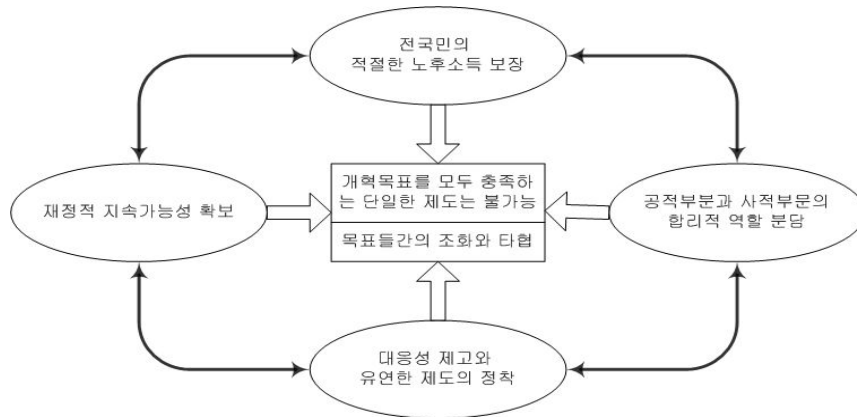 전국민의
적절한 노후소득 보장
재정적 지속가능성 확보
개혁목표를 모두 충족하
는 단일한 제도는 불가능
목표들간의 조화와 타협
공적부분과 사적부문의
합리적 역할 분담
대응성 제고와
유연한 제도의 정착